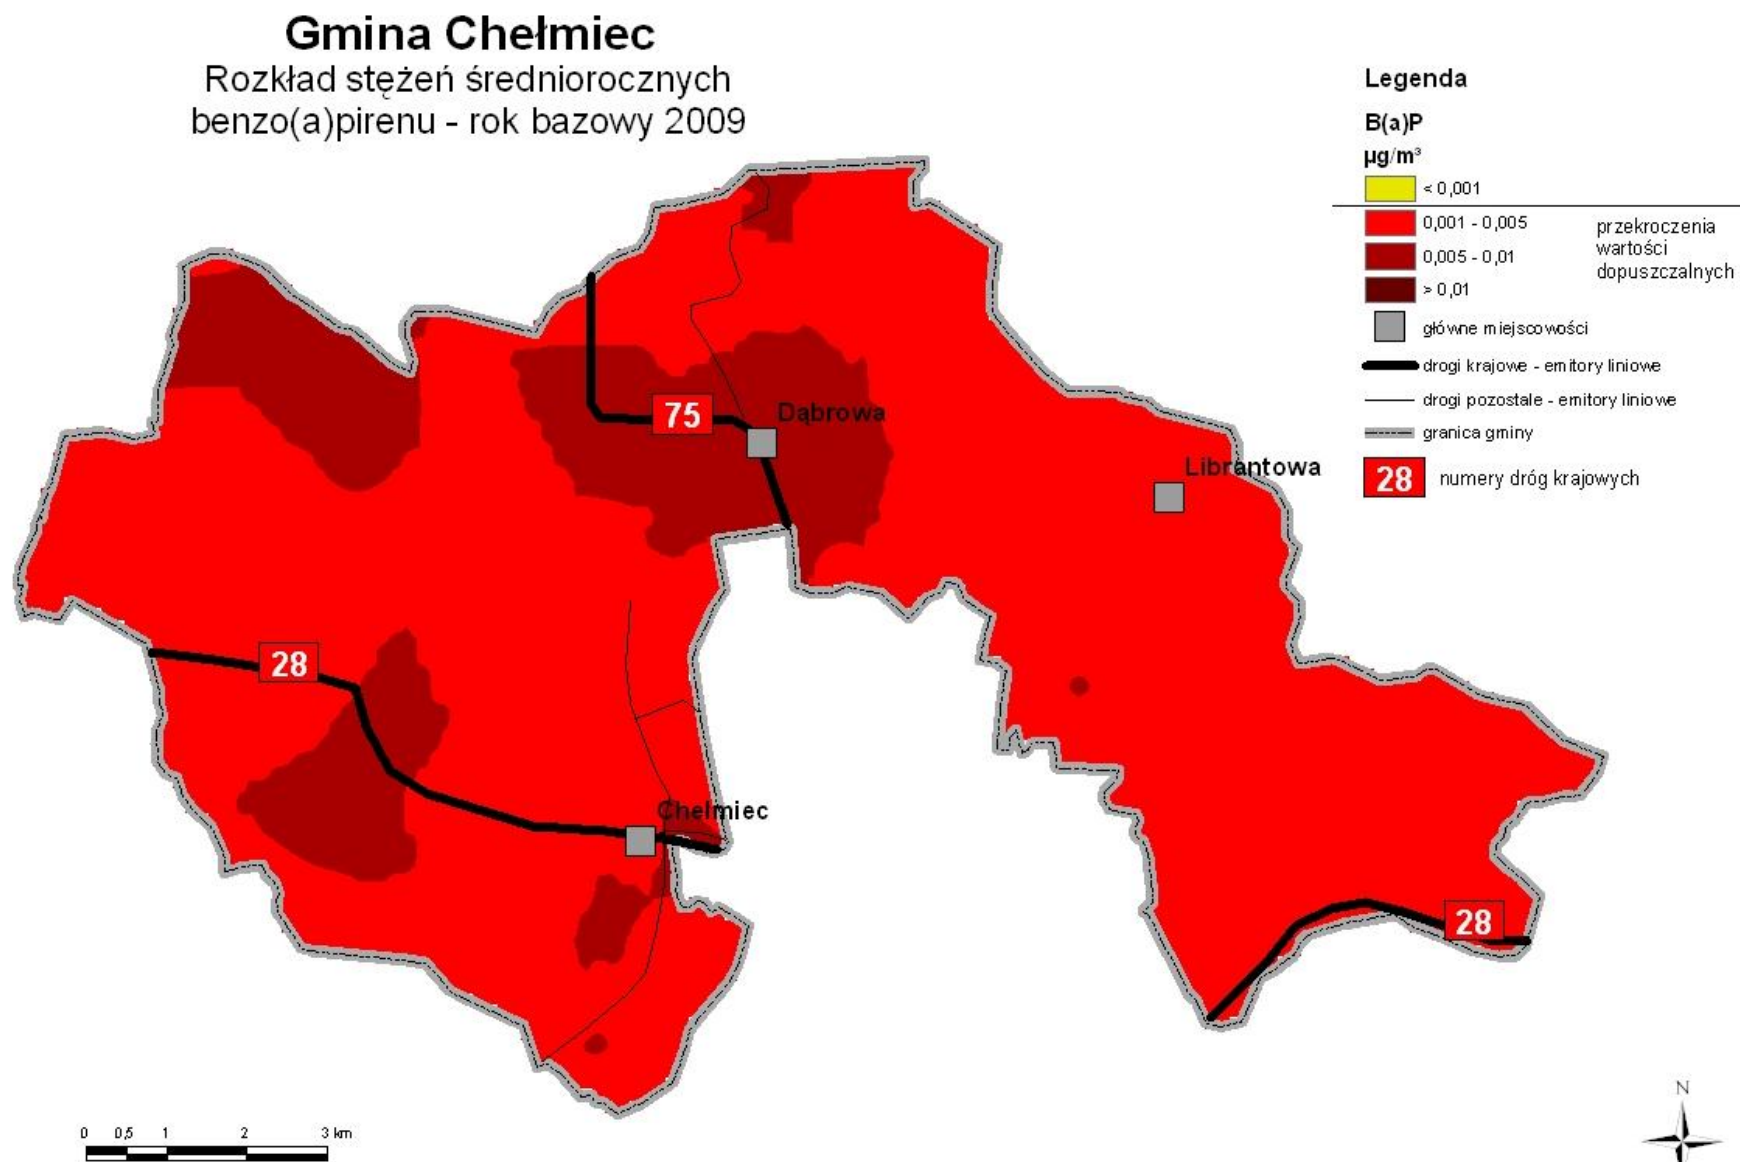 Gmina Chełmiec
Rozkład stężeń średniorocznych
benzo(a)pirenu - rok bazowy 2009
Legenda
B(a)P
µg/m³
< 0,001
0,001 - 0,005
0,005 - 0,01
> 0,01
przekroczenia
wartości
dopuszczalnych
główne miejscowości
drogi krajowe - emitory liniowe
drogi pozostałe - emitory liniowe
granica gminy
28 numery dróg krajowych
75
Dąbrowa
Librantowa
28
Chełmiec
28
0 0,5 1 2 3 km
N